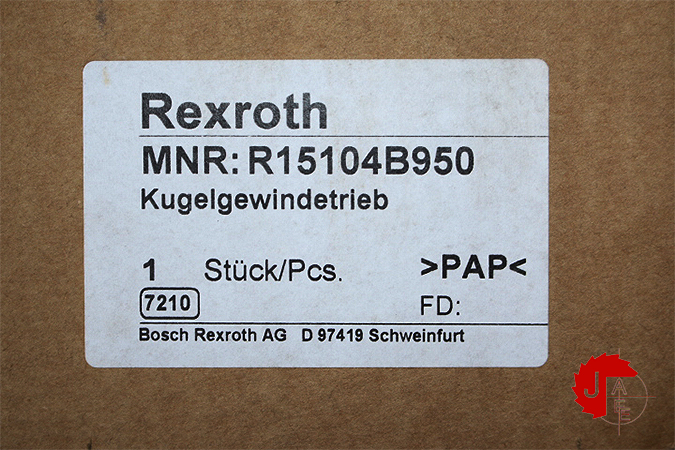 Rexroth
MNR: R15104B950
Kugelgewindetrieb
1 Stück/Pcs. >PAP<
7210 FD:
Bosch Rexroth AG D 97419 Schweinfurt
J